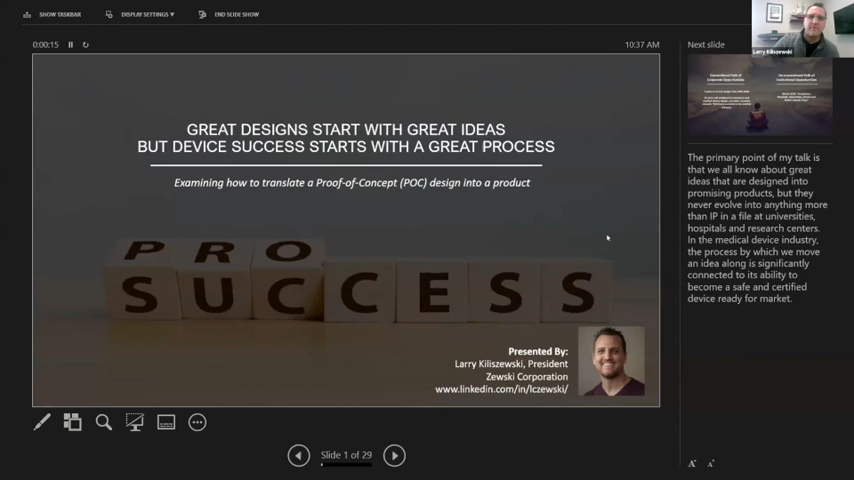 SHOW TASKBAR
DISPLAY SETTINGS ▼
END SLIDE SHOW
0:00:15
10:37 AM
Next slide
Larry Kiliszewski
GREAT DESIGNS START WITH GREAT IDEAS
BUT DEVICE SUCCESS STARTS WITH A GREAT PROCESS
Examining how to translate a Proof-of-Concept (POC) design into a product
PRO
SUCCESS
Presented By:
Larry Kiliszewski, President
Zewski Corporation
www.linkedin.com/in/lczewski/
The primary point of my talk is
that we all know about great
ideas that are designed into
promising products, but they
never evolve into anything more
than IP in a file at universities,
hospitals and research centers.
In the medical device industry,
the process by which we move
an idea along is significantly
connected to its ability to
become a safe and certified
device ready for market.
Slide 1 of 29